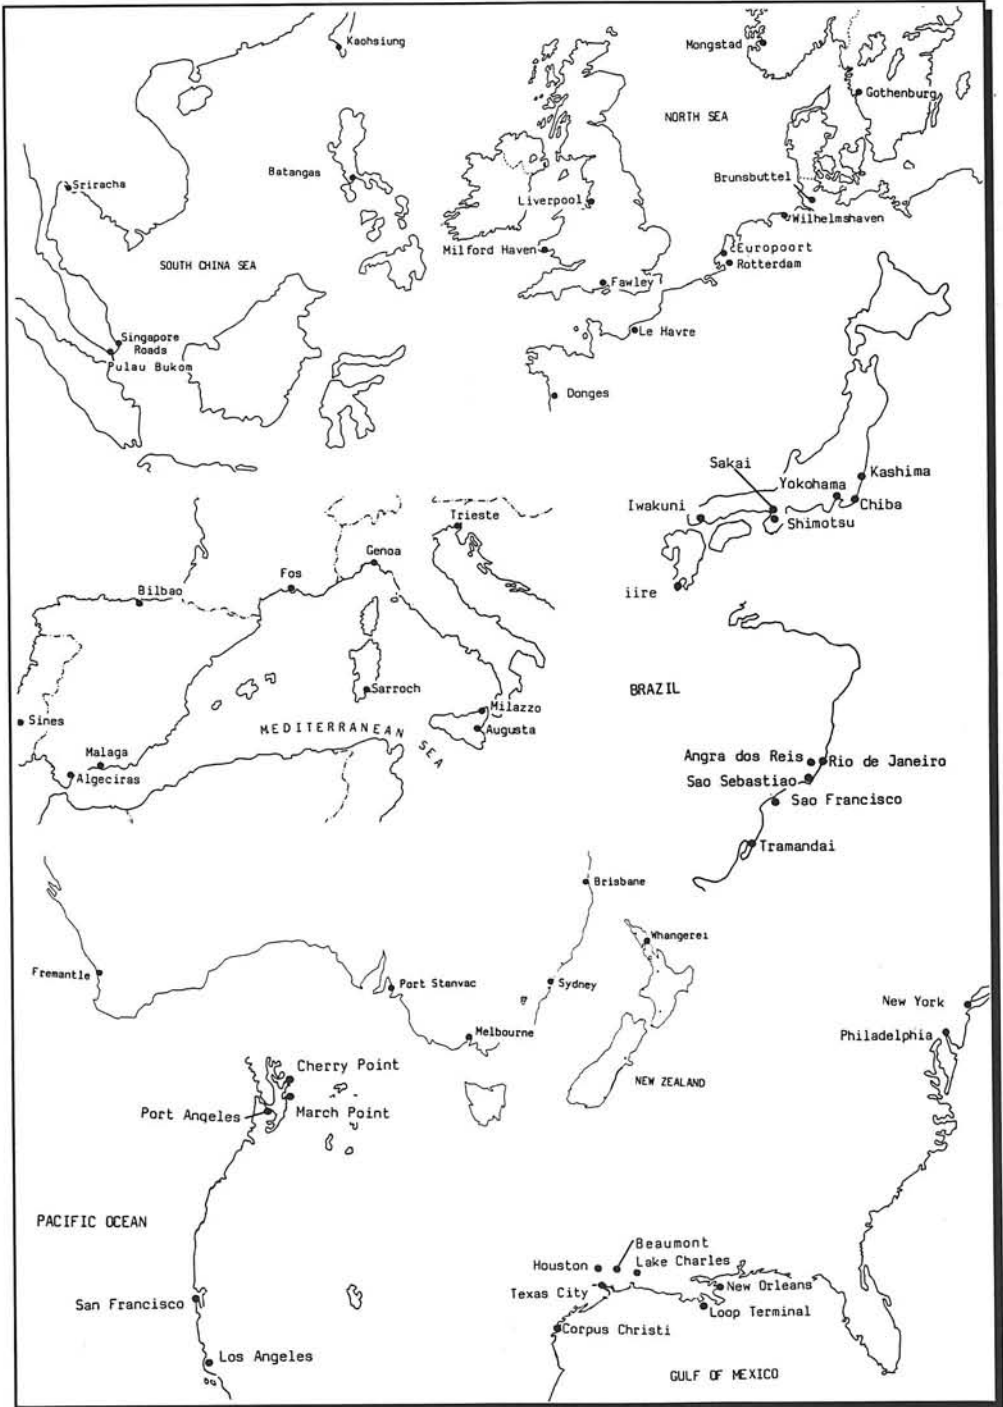 Kaohsiung
Sriracha
Batangas
SOUTH CHINA SEA
Singapore
Roads
Pulau Bukom
Mongstad
NORTH SEA
Gothenburg
Brunsbuttel
Liverpool
Wilhelmshaven
Milford Haven
Europoort
Rotterdam
Fawley
Le Havre
Donges
Sakai
Kashima
Yokohama
Iwakuni
Chiba
Shimotsu
iire
Trieste
Genoa
Fos
Bilbao
Sarroch
Milazzo
Sines
MEDITERRANEAN SEA
Augusta
Malaga
Algeciras
BRAZIL
Angra dos Reis
Rio de Janeiro
Sao Sebastiao
Sao Francisco
Tramandai
Brisbane
Whangerei
Fremantle
Port Stanvac
Sydney
Melbourne
NEW ZEALAND
New York
Philadelphia
Cherry Point
Port Angeles
March Point
PACIFIC OCEAN
San Francisco
Los Angeles
Beaumont
Houston
Lake Charles
Texas City
New Orleans
Loop Terminal
Corpus Christi
GULF OF MEXICO